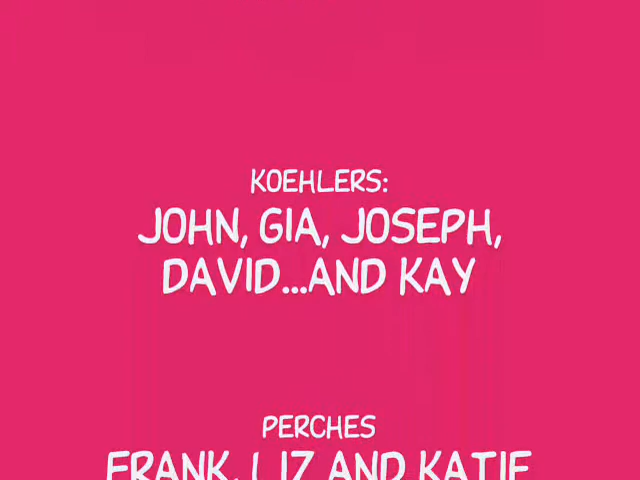 KOEHLERS:
JOHN, GIA, JOSEPH,
DAVID...AND KAY
PERCHES
FRANK, LIZ AND KATIE